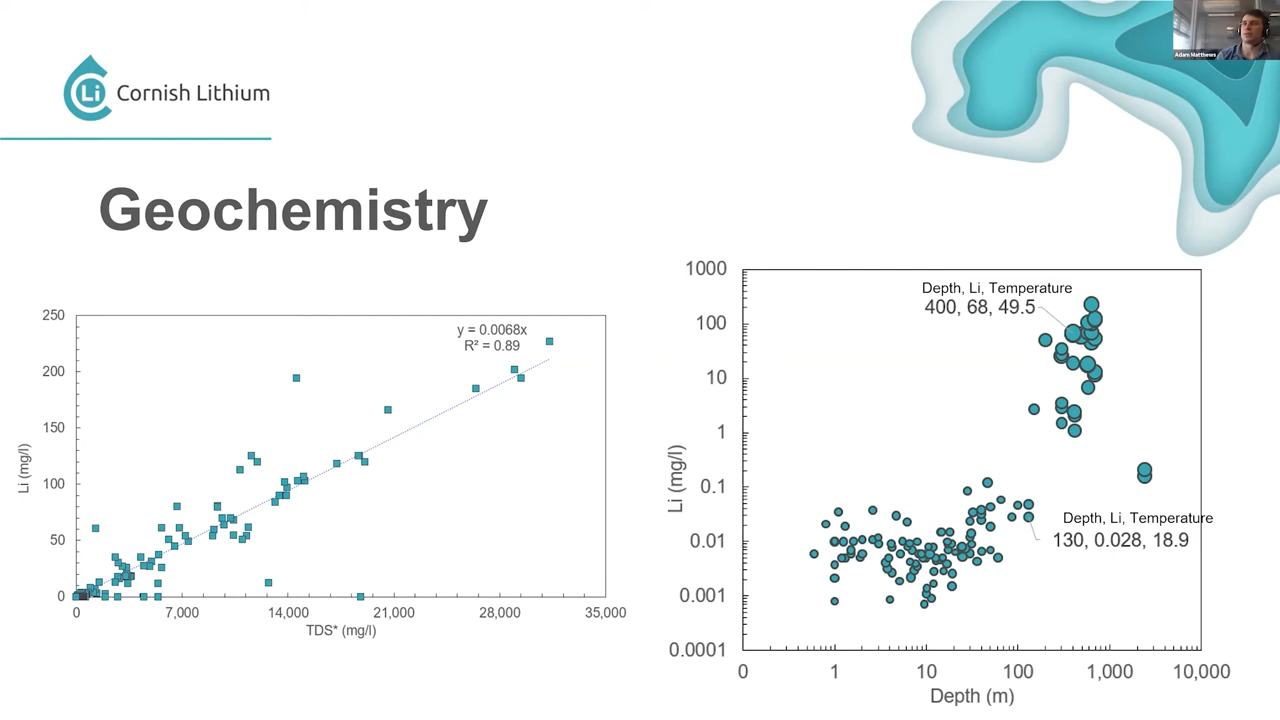 Adam Matthews
Li
Cornish Lithium
Geochemistry
250
200
150
100
50
0
Li (mg/l)
y = 0.0068x
R² = 0.89
0
7,000
14,000
21,000
28,000
35,000
TDS* (mg/l)
1000
100
10
1
0.1
0.01
0.001
0.0001
Li (mg/l)
Depth, Li, Temperature
400, 68, 49.5
Depth, Li, Temperature
130, 0.028, 18.9
0
1
10
100
1,000
10,000
Depth (m)